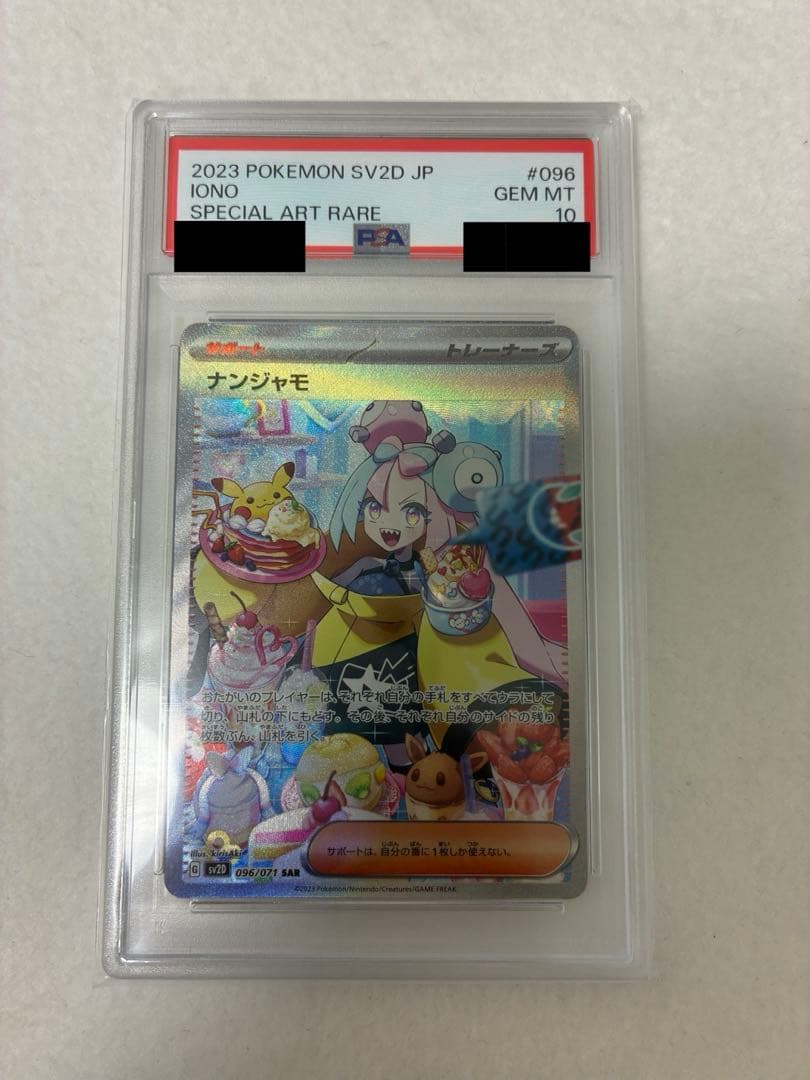 2023 POKEMON SV2D JP #096
IONO GEM MT
SPECIAL ART RARE 10
PSA
サポート トレーナーズ
ナンジャモ
おたがいのプレイヤーは、それぞれ自分の手札をすべてウラにして
切り、山札の下にもどす。その後、それぞれ自分のサイドの残り
枚数ぶん、山札を引く。
サポートは、自分の番に1枚しか使えない。
illus. kirisAki
G SV2D 096/071 SAR
©2023 Pokémon/Nintendo/Creatures/GAME FREAK